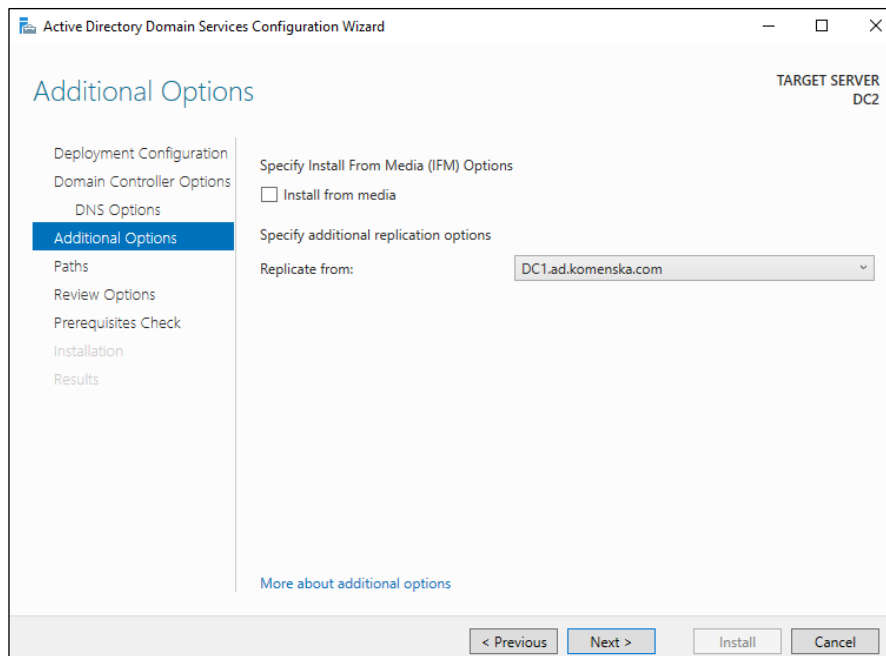 Active Directory Domain Services Configuration Wizard
Additional Options
TARGET SERVER
DC2
Deployment Configuration
Domain Controller Options
DNS Options
Additional Options
Paths
Review Options
Prerequisites Check
Installation
Results
Specify Install From Media (IFM) Options
Install from media
Specify additional replication options
Replicate from: DC1.ad.komenska.com
More about additional options
< Previous Next > Install Cancel